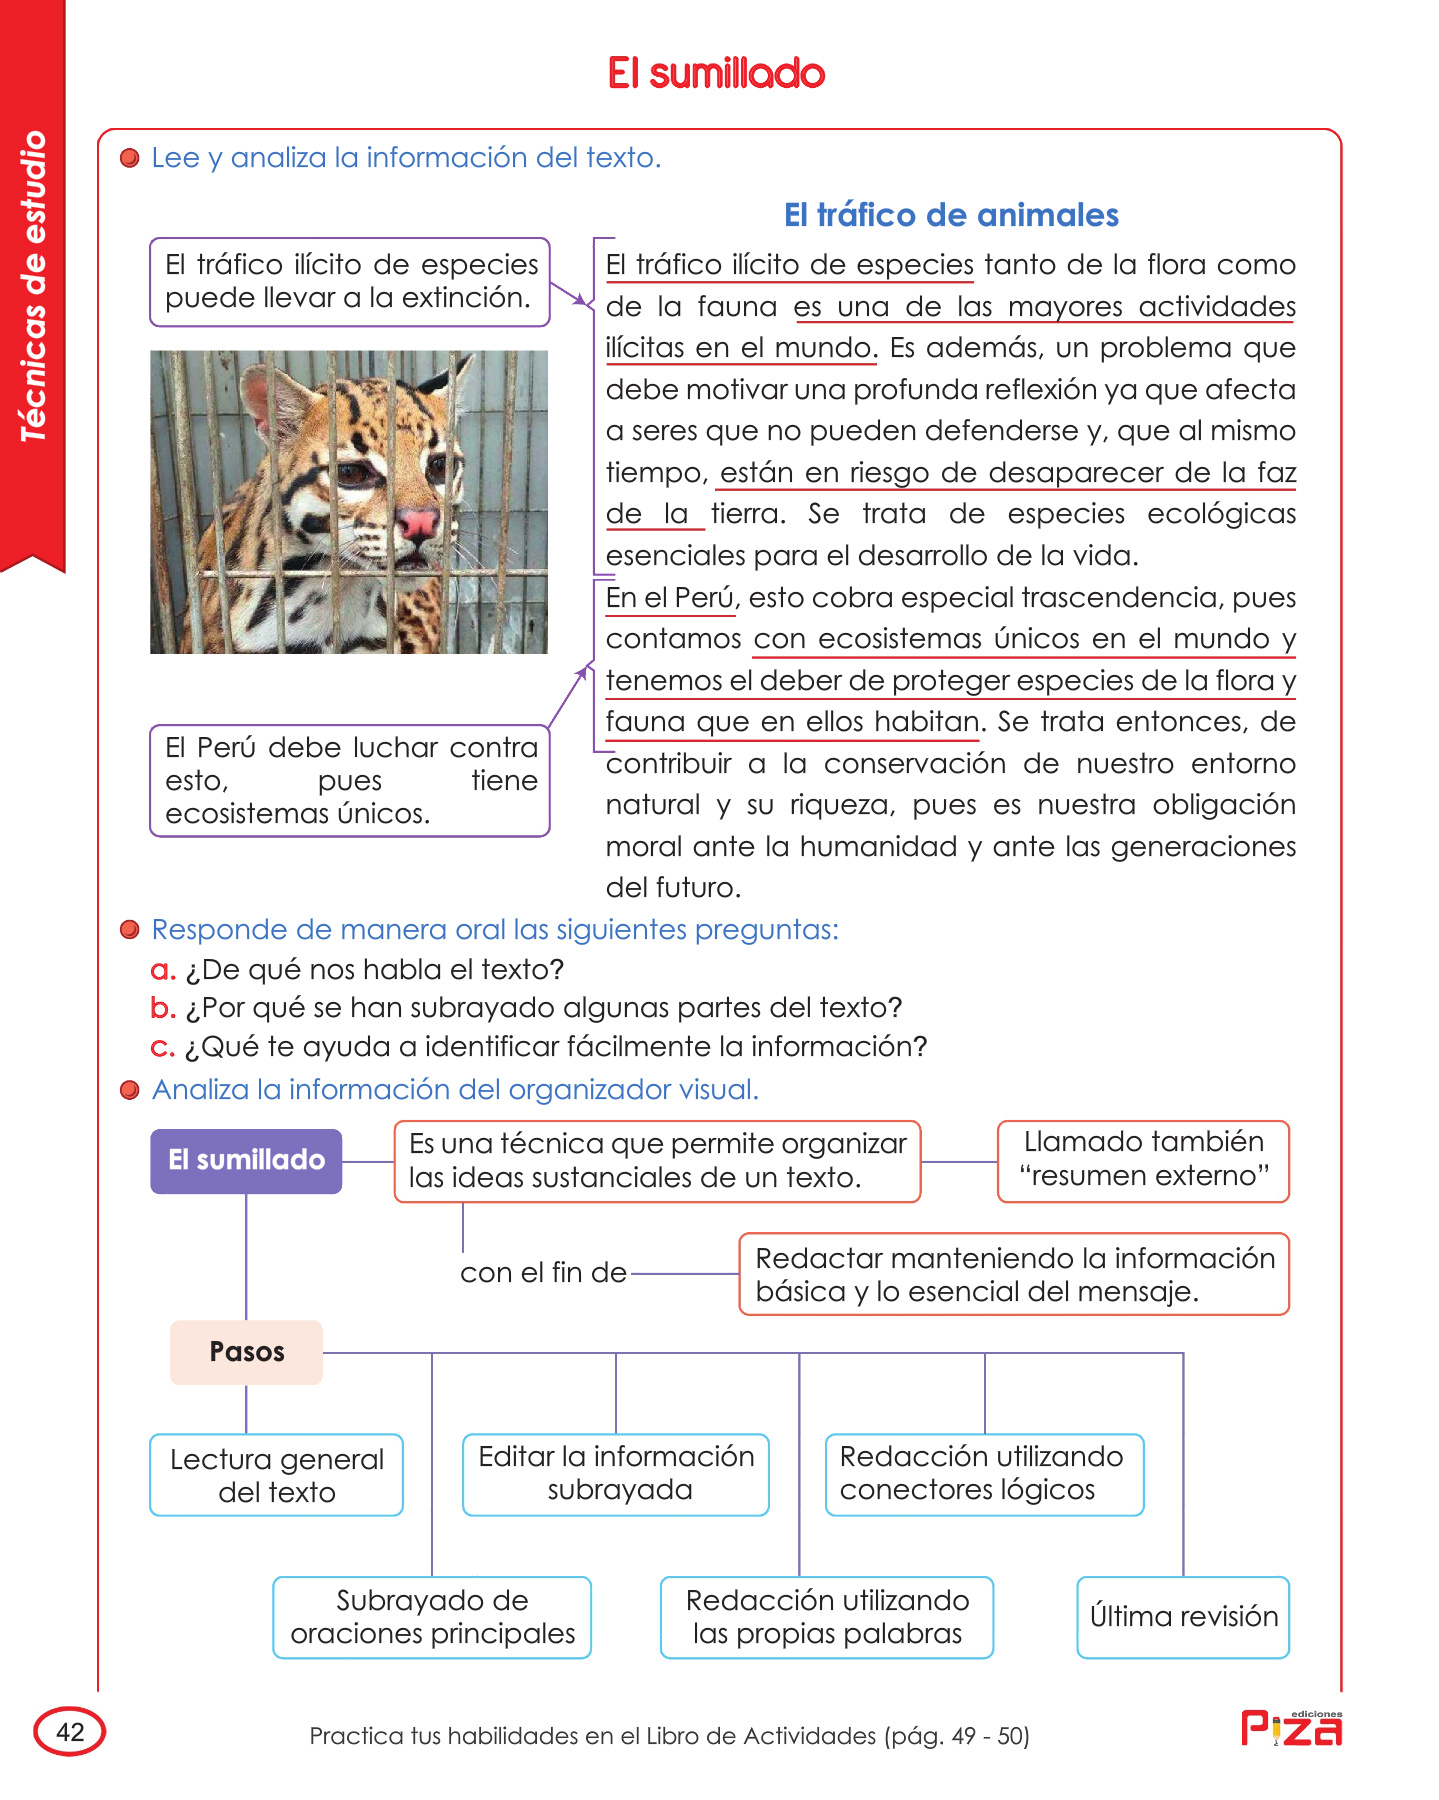 El sumillado
Técnicas de estudio
Lee y analiza la información del texto.
El tráfico de animales
El tráfico ilícito de especies
puede llevar a la extinción.
El tráfico ilícito de especies tanto de la flora como
de la fauna es una de las mayores actividades
ilícitas en el mundo. Es además, un problema que
debe motivar una profunda reflexión ya que afecta
a seres que no pueden defenderse y, que al mismo
tiempo, están en riesgo de desaparecer de la faz
de la tierra. Se trata de especies ecológicas
esenciales para el desarrollo de la vida.
En el Perú, esto cobra especial trascendencia, pues
contamos con ecosistemas únicos en el mundo y
tenemos el deber de proteger especies de la flora y
fauna que en ellos habitan. Se trata entonces, de
contribuir a la conservación de nuestro entorno
natural y su riqueza, pues es nuestra obligación
moral ante la humanidad y ante las generaciones
del futuro.
El Perú debe luchar contra
esto, pues tiene
ecosistemas únicos.
Responde de manera oral las siguientes preguntas:
a. ¿De qué nos habla el texto?
b. ¿Por qué se han subrayado algunas partes del texto?
c. ¿Qué te ayuda a identificar fácilmente la información?
Analiza la información del organizador visual.
El sumillado
Es una técnica que permite organizar
las ideas sustanciales de un texto.
Llamado también
“resumen externo”
con el fin de
Redactar manteniendo la información
básica y lo esencial del mensaje.
Pasos
Lectura general
del texto
Editar la información
subrayada
Redacción utilizando
conectores lógicos
Subrayado de
oraciones principales
Redacción utilizando
las propias palabras
Última revisión
42
Practica tus habilidades en el Libro de Actividades (pág. 49 - 50)
ediciones
Piza